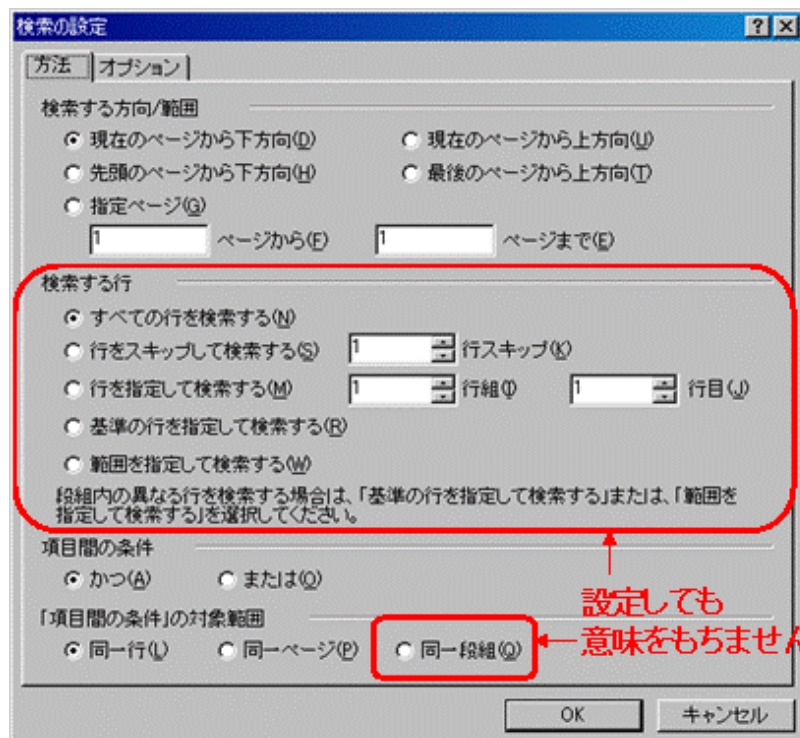 検索の設定
方法 オプション
検索する方向/範囲
現在のページから下方向(D) 現在のページから上方向(U)
先頭のページから下方向(H) 最後のページから上方向(T)
指定ページ(G)
1 ページから(F) 1 ページまで(E)
検索する行
すべての行を検索する(N)
行をスキップして検索する(S) 1 行スキップ(K)
行を指定して検索する(M) 1 行組(I) 1 行目(J)
基準の行を指定して検索する(R)
範囲を指定して検索する(W)
段組内の異なる行を検索する場合は、「基準の行を指定して検索する」または、「範囲を
指定して検索する」を選択してください。
項目間の条件
かつ(A) または(O)
設定しても
「項目間の条件」の対象範囲
意味をもちません
同一行(L) 同一ページ(P) 同一段組(Q)
OK キャンセル